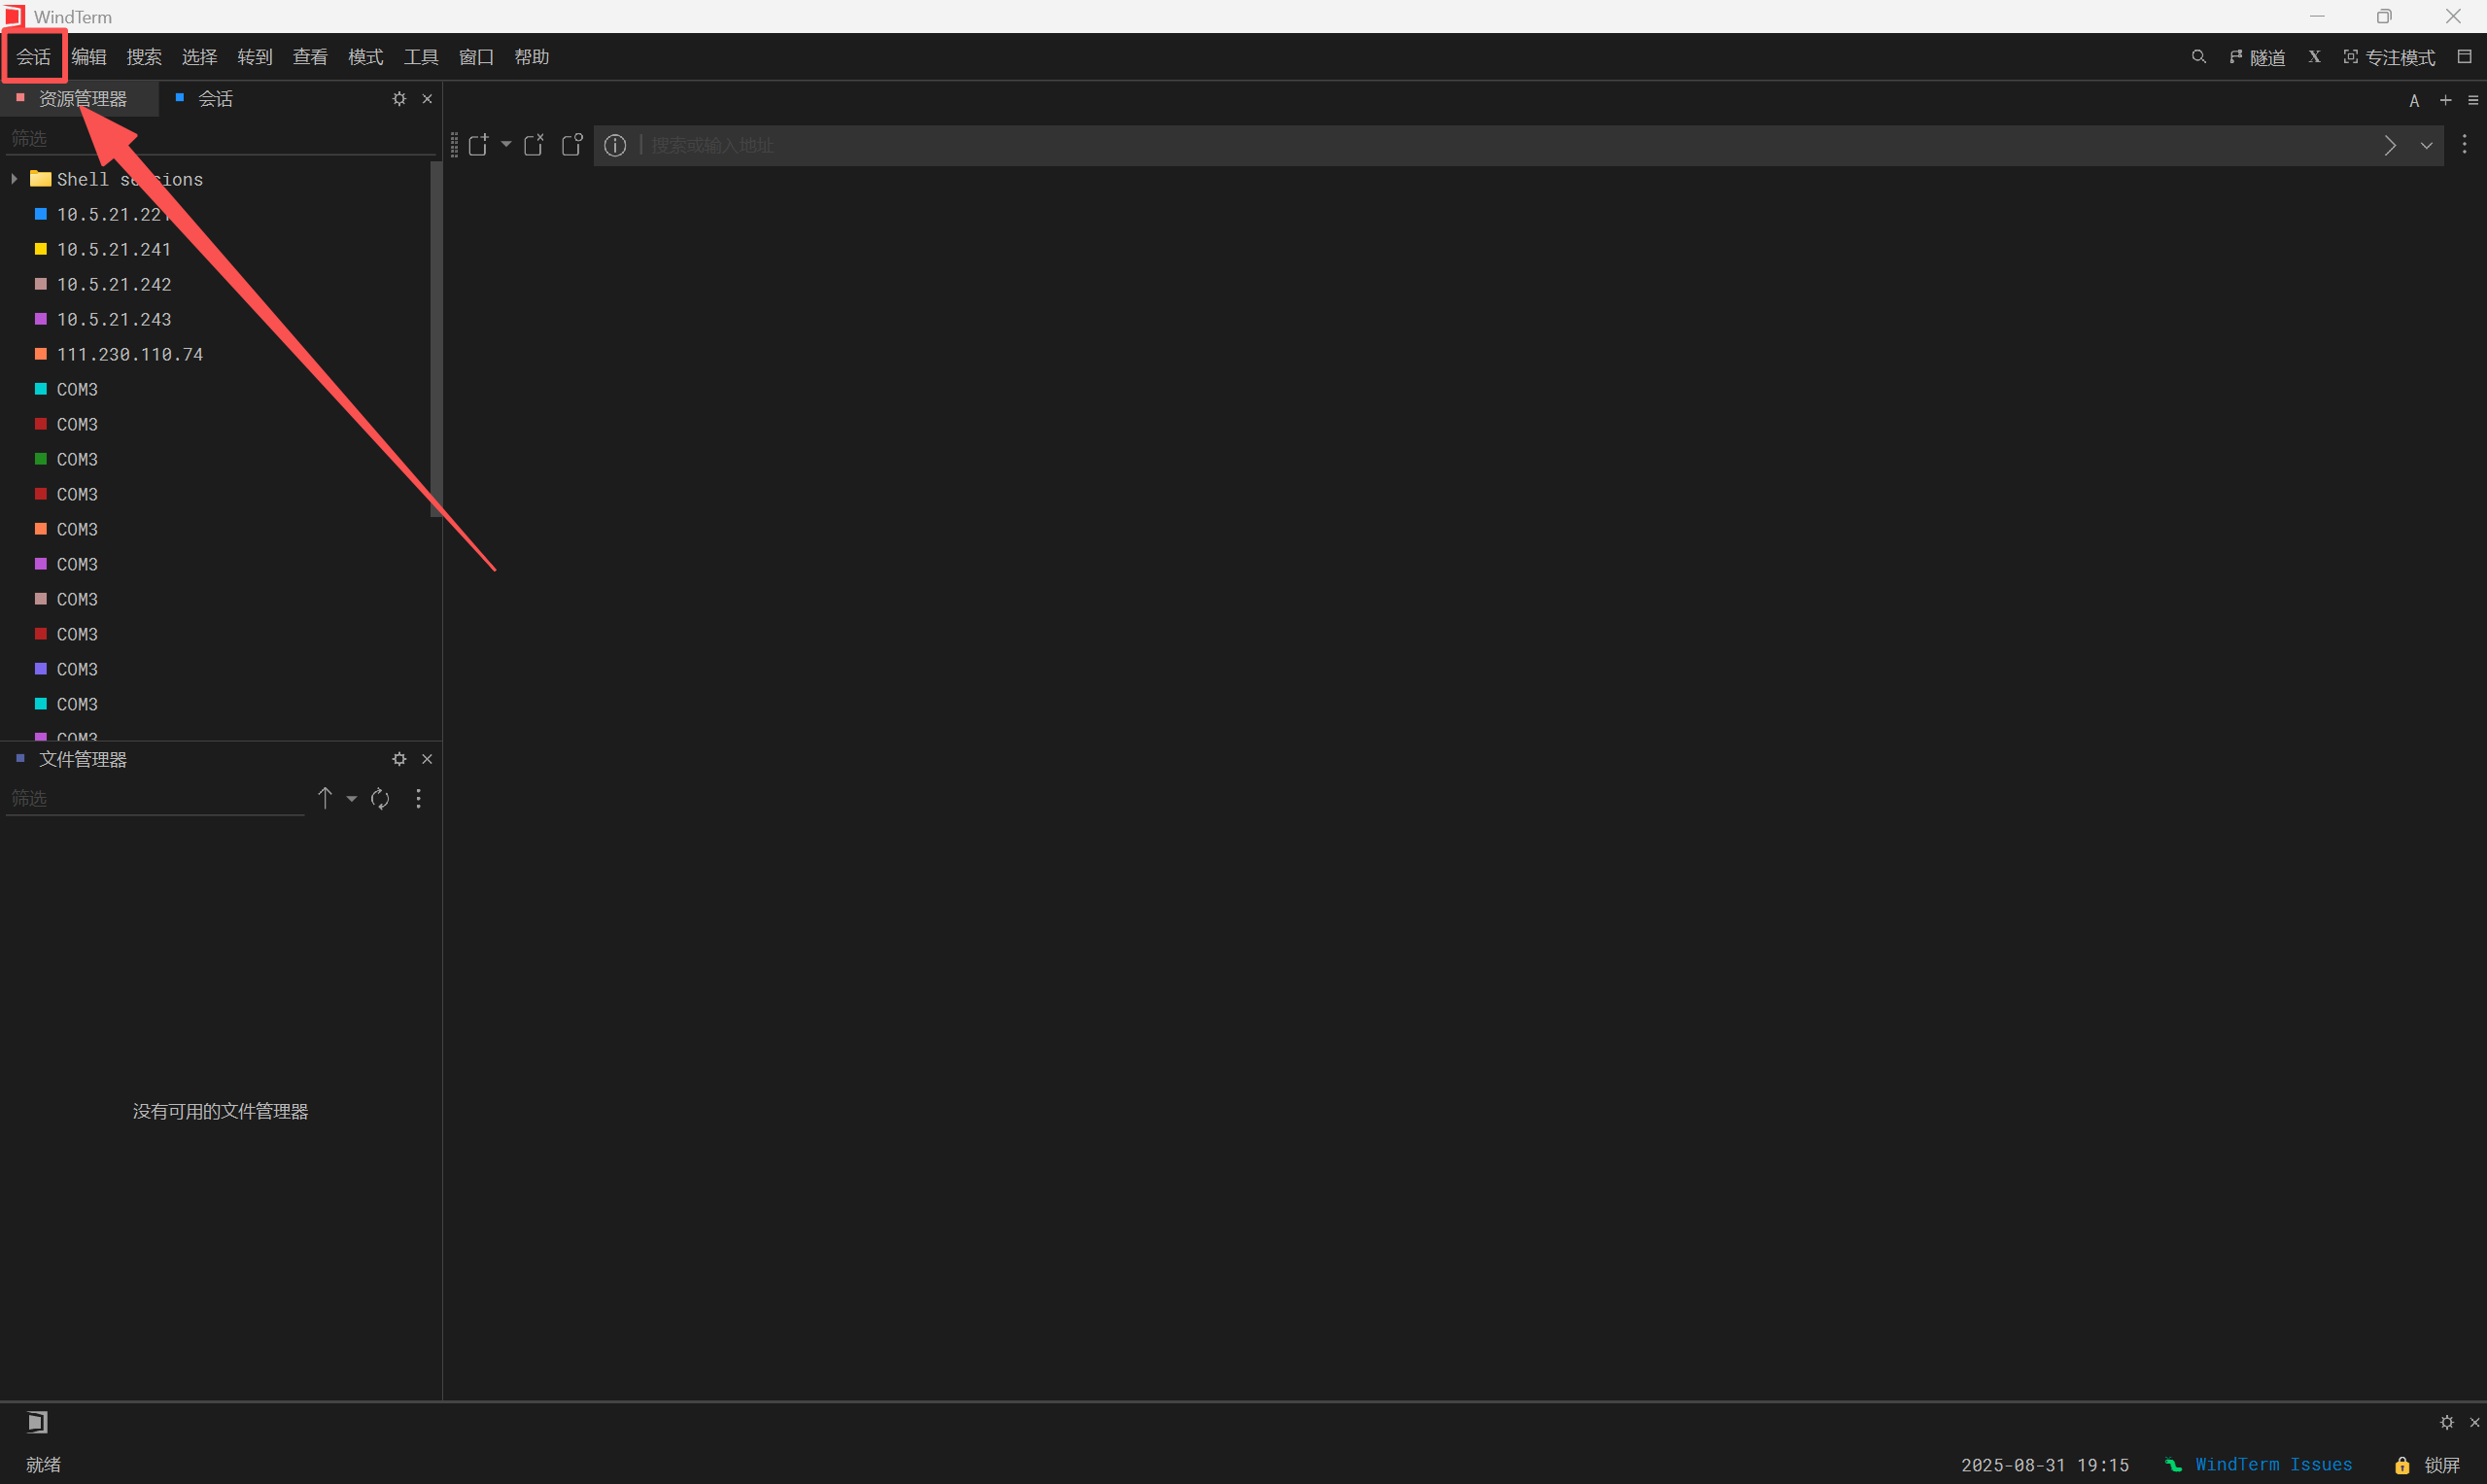 WindTerm
会话 编辑 搜索 选择 转到 查看 模式 工具 窗口 帮助 隧道 X 专注模式
资源管理器 会话 A
筛选
搜索或输入地址
Shell sessions
10.5.21.221
10.5.21.241
10.5.21.242
10.5.21.243
111.230.110.74
COM3
COM3
COM3
COM3
COM3
COM3
COM3
COM3
COM3
COM3
COM3
文件管理器
筛选
没有可用的文件管理器
就绪 2025-08-31 19:15 WindTerm Issues 锁屏